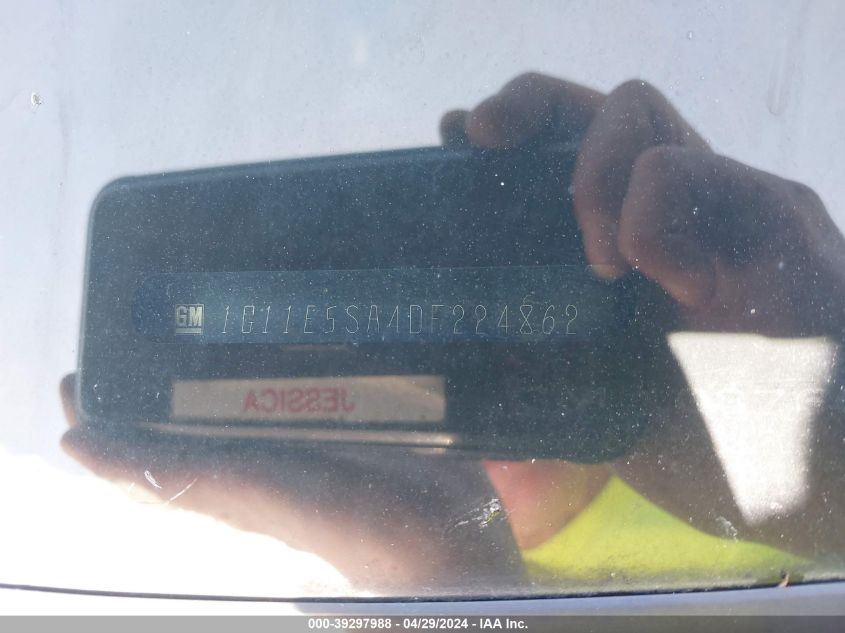 GM 1G11E5SA4DF224862
JESSICA
000-39297988 - 04/29/2024 - IAA Inc.